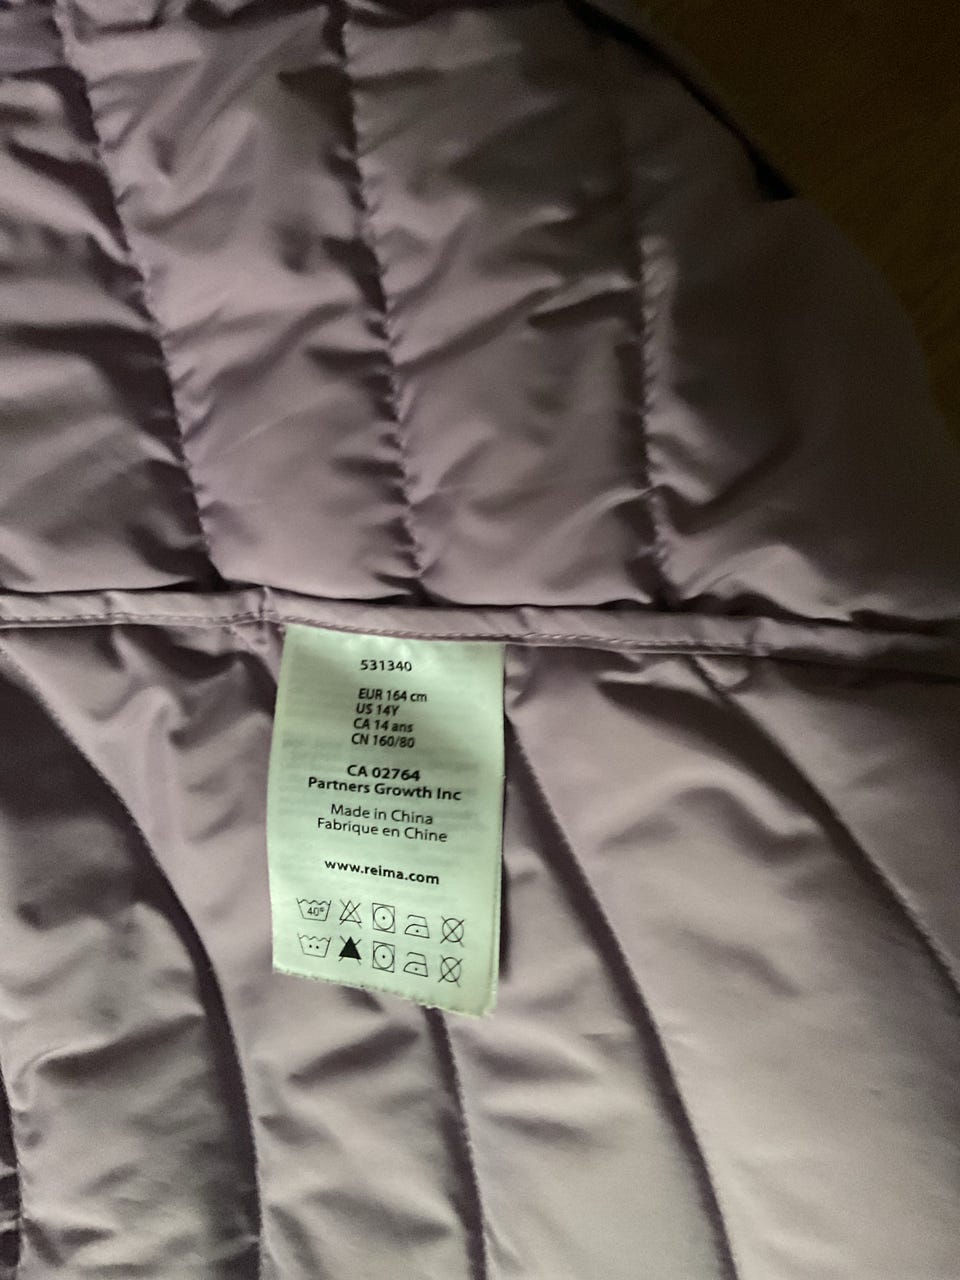 531340
EUR 164 cm
US 14Y
CA 14 ans
CN 160/80
CA 02764
Partners Growth Inc
Made in China
Fabrique en Chine
www.reima.com
40°